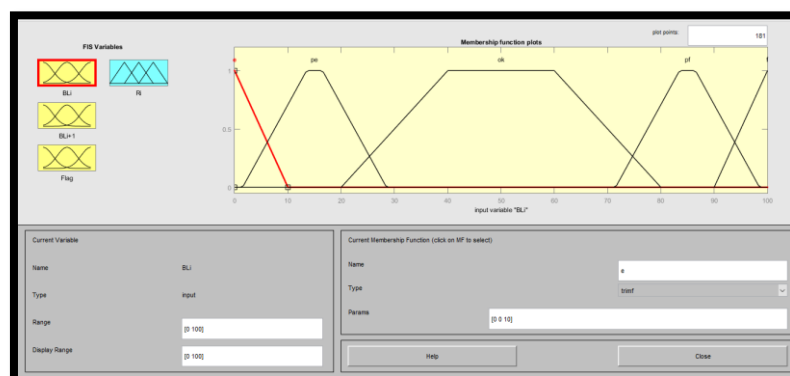 FIS Variables
Membership function plots
plot points:
181
e
pe
ok
pf
f
BLi
Ri
BLi+1
Flag
1
0.5
0
0
10
20
30
40
50
60
70
80
90
100
input variable "BLi"
Current Variable
Name
BLi
Type
input
Range
[0 100]
Display Range
[0 100]
Current Membership Function (click on MF to select)
Name
e
Type
trimf
Params
[0 0 10]
Help
Close